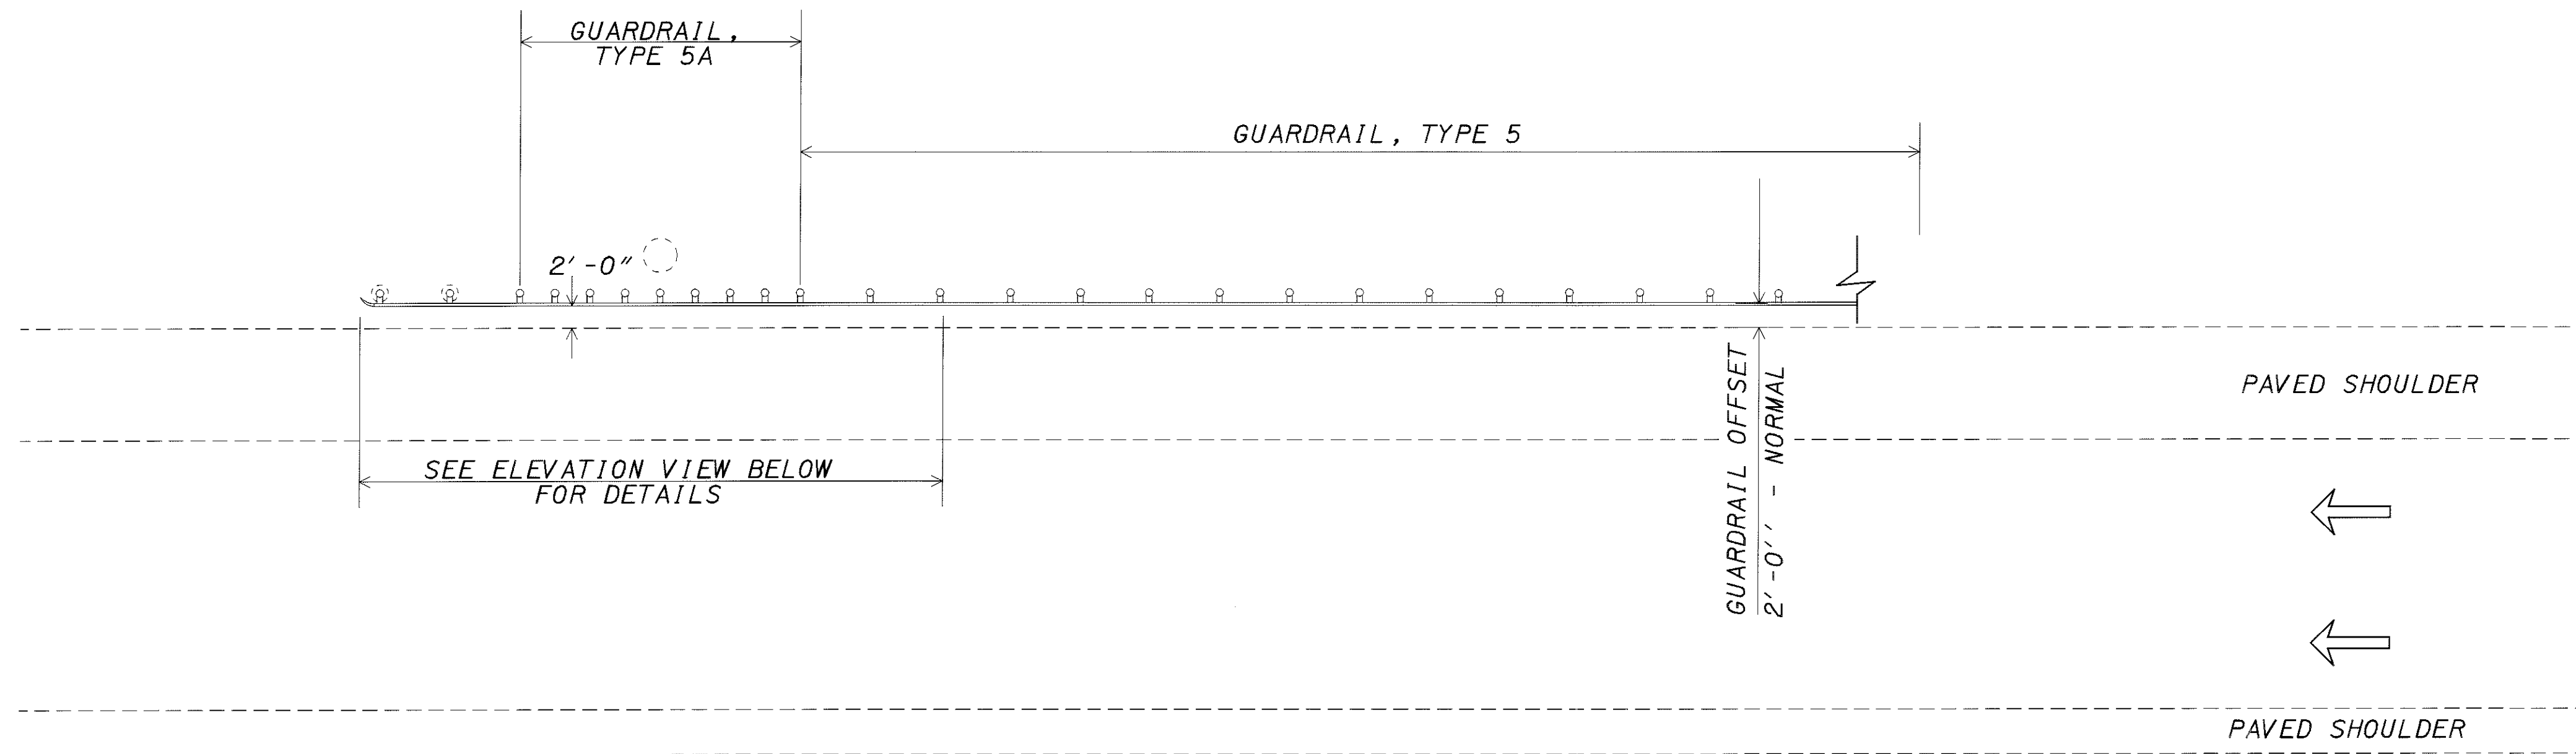 GUARDRAIL,
TYPE 5A
GUARDRAIL, TYPE 5
2'-0"
PAVED SHOULDER
GUARDRAIL OFFSET
2'-0'' - NORMAL
SEE ELEVATION VIEW BELOW
FOR DETAILS
PAVED SHOULDER